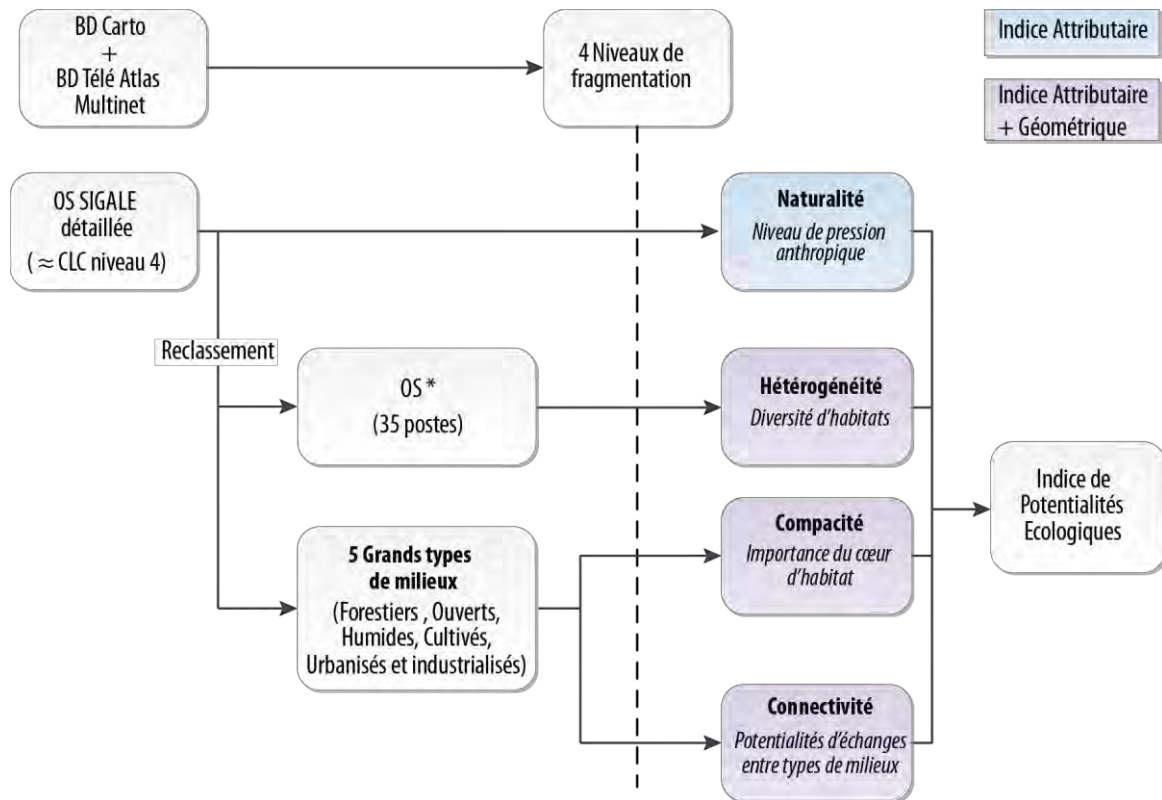 BD Carto
+
BD Télé Atlas
Multinet
4 Niveaux de
fragmentation
Indice Attributaire
Indice Attributaire
+ Géométrique
OS SIGALE
détaillée
( ≈ CLC niveau 4)
Naturalité
Niveau de pression
anthropique
Reclassement
OS *
(35 postes)
Hétérogénéité
Diversité d'habitats
Indice de
Potentialités
Ecologiques
5 Grands types
de milieux
(Forestiers , Ouverts,
Humides, Cultivés,
Urbanisés et industrialisés)
Compacité
Importance du cœur
d'habitat
Connectivité
Potentialités d'échanges
entre types de milieux